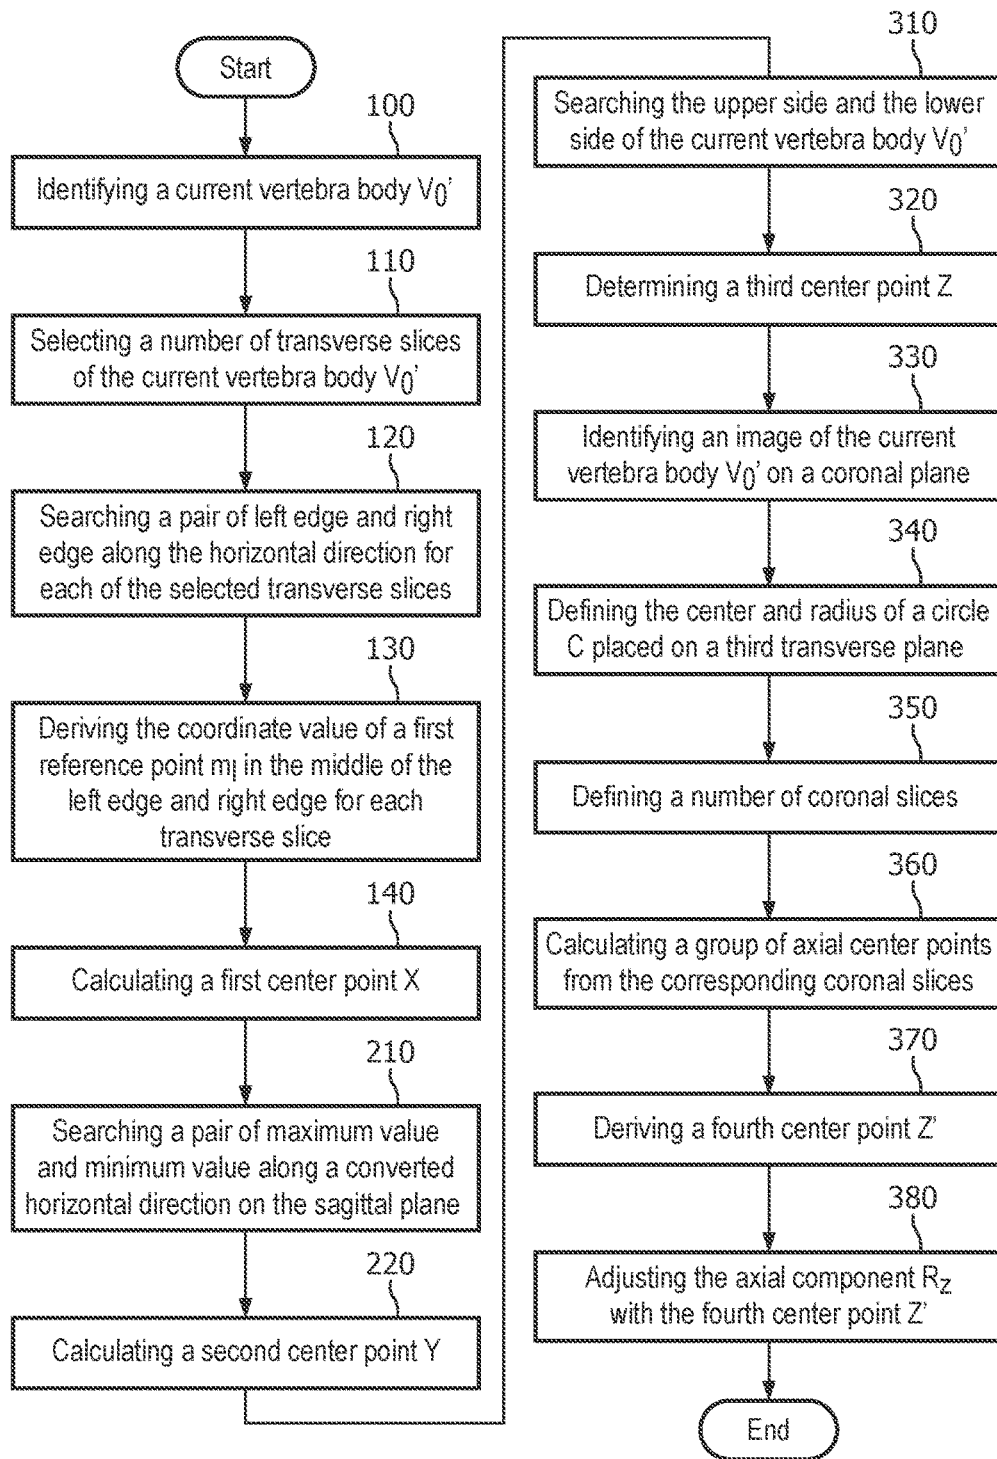 Start
100
Identifying a current vertebra body V0'
110
Selecting a number of transverse slices
of the current vertebra body V0'
120
Searching a pair of left edge and right
edge along the horizontal direction for
each of the selected transverse slices
130
Deriving the coordinate value of a first
reference point ml in the middle of the
left edge and right edge for each
transverse slice
140
Calculating a first center point X
210
Searching a pair of maximum value
and minimum value along a converted
horizontal direction on the sagittal plane
220
Calculating a second center point Y
310
Searching the upper side and the lower
side of the current vertebra body V0'
320
Determining a third center point Z
330
Identifying an image of the current
vertebra body V0' on a coronal plane
340
Defining the center and radius of a circle
C placed on a third transverse plane
350
Defining a number of coronal slices
360
Calculating a group of axial center points
from the corresponding coronal slices
370
Deriving a fourth center point Z'
380
Adjusting the axial component Rz
with the fourth center point Z'
End